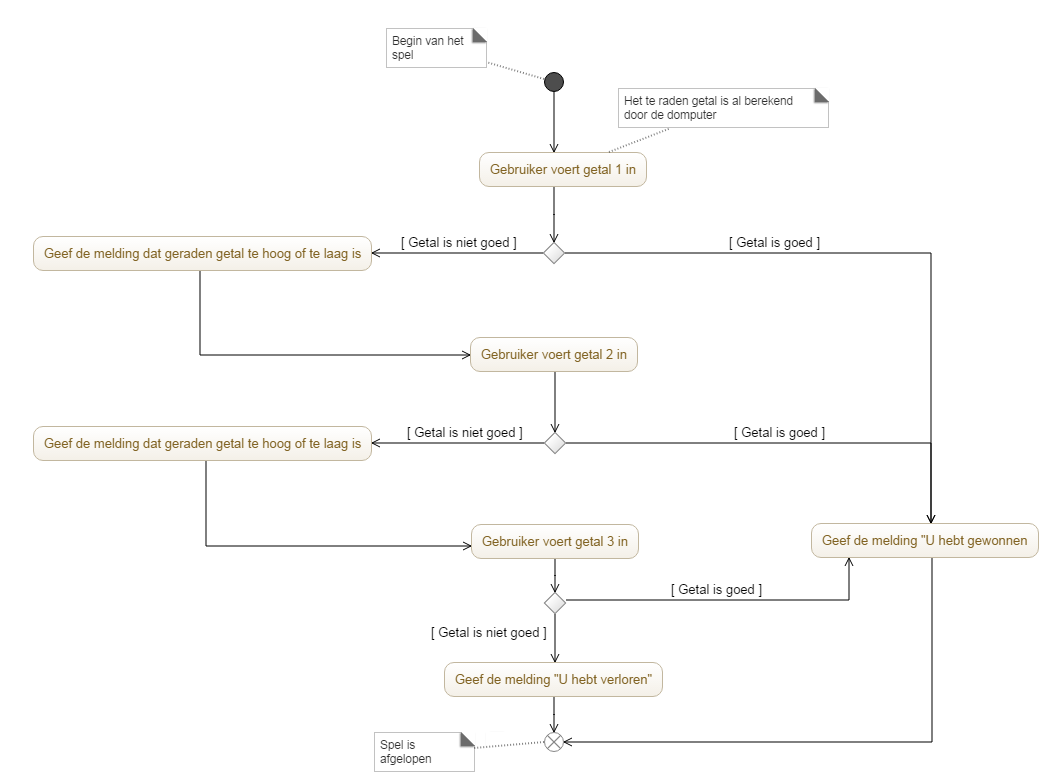 Begin van het
spel
Het te raden getal is al berekend
door de domputer
Gebruiker voert getal 1 in
[ Getal is niet goed ]
[ Getal is goed ]
Geef de melding dat geraden getal te hoog of te laag is
Gebruiker voert getal 2 in
[ Getal is niet goed ]
[ Getal is goed ]
Geef de melding dat geraden getal te hoog of te laag is
Gebruiker voert getal 3 in
Geef de melding "U hebt gewonnen
[ Getal is goed ]
[ Getal is niet goed ]
Geef de melding "U hebt verloren"
Spel is
afgelopen